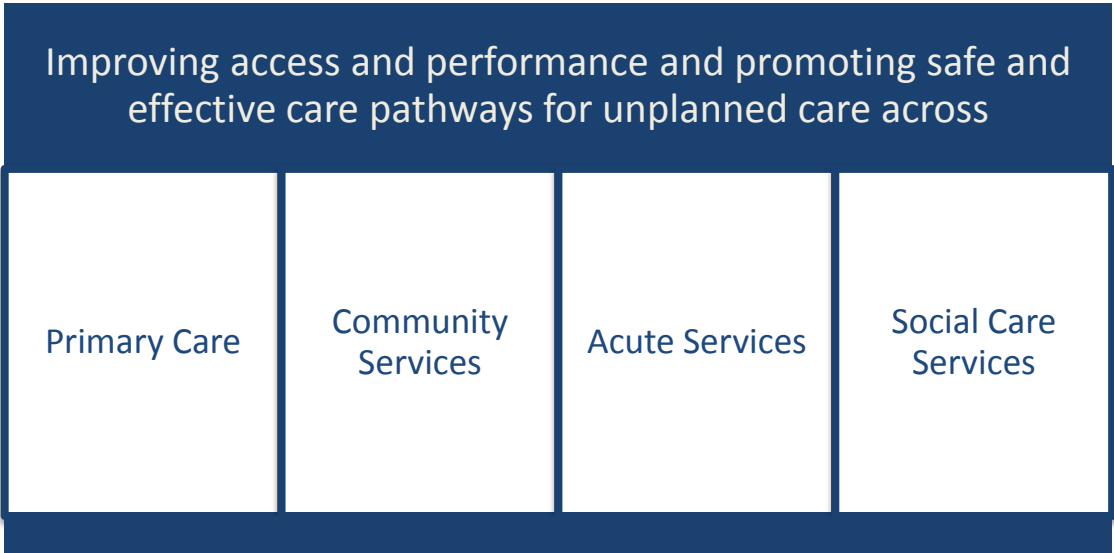 Improving access and performance and promoting safe and
effective care pathways for unplanned care across
Primary Care
Community
Services
Acute Services
Social Care
Services